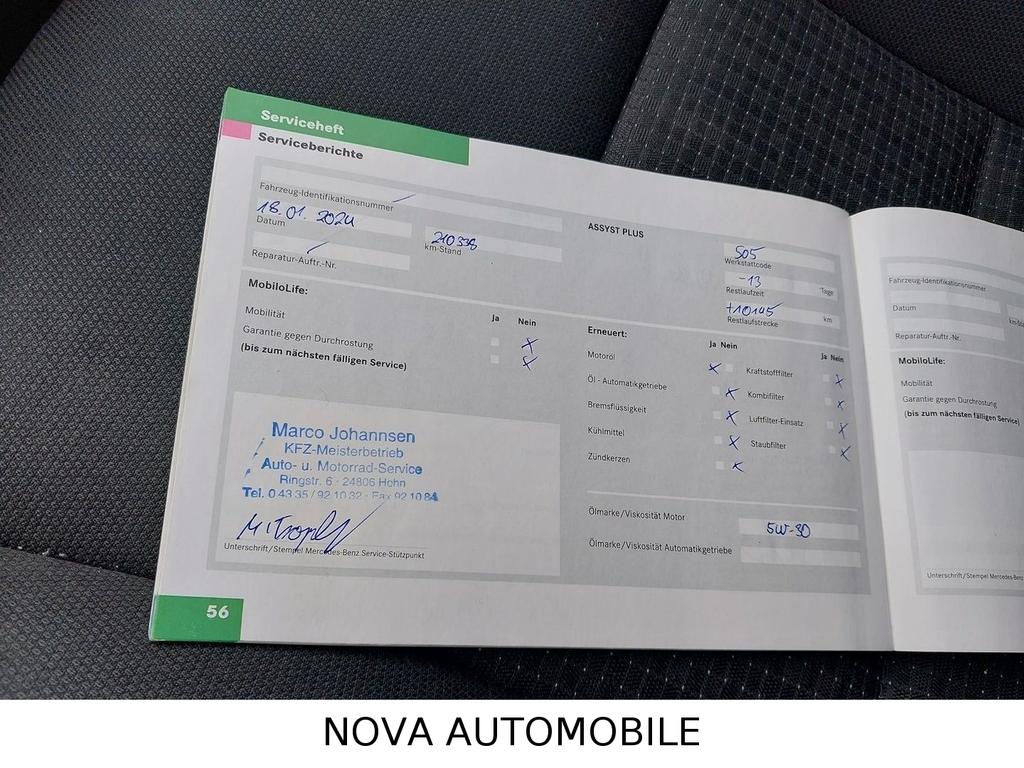 Serviceheft
Serviceberichte
Fahrzeug-Identifikationsnummer
18.01.2024
Datum
210338
km-Stand
Reparatur-Auftr.-Nr.
ASSYST PLUS
S05
Werkstattcode
-13
Restlaufzeit
Tage
+10145
Restlaufstrecke
km
MobiloLife:
Ja Nein
Mobilität
Garantie gegen Durchrostung
(bis zum nächsten fälligen Service)
Erneuert:
Ja Nein
Ja Nein
Motoröl
Kraftstofffilter
Öl - Automatikgetriebe
Kombifilter
Bremsflüssigkeit
Luftfilter-Einsatz
Kühlmittel
Staubfilter
Zündkerzen
Marco Johannsen
KFZ-Meisterbetrieb
Auto- u. Motorrad-Service
Ringstr. 6 · 24806 Hohn
Tel. 0 43 35 / 92 10 32 · Fax 92 10 84
Unterschrift/Stempel Mercedes-Benz Service-Stützpunkt
Ölmarke/Viskosität Motor
5W-30
Ölmarke/Viskosität Automatikgetriebe
56
Fahrzeug-Identifikationsnummer
Datum
Reparatur-Auftr.-Nr.
MobiloLife:
Mobilität
Garantie gegen Durchrostung
(bis zum nächsten fälligen Service)
Unterschrift/Stempel Mercedes-Benz
NOVA AUTOMOBILE